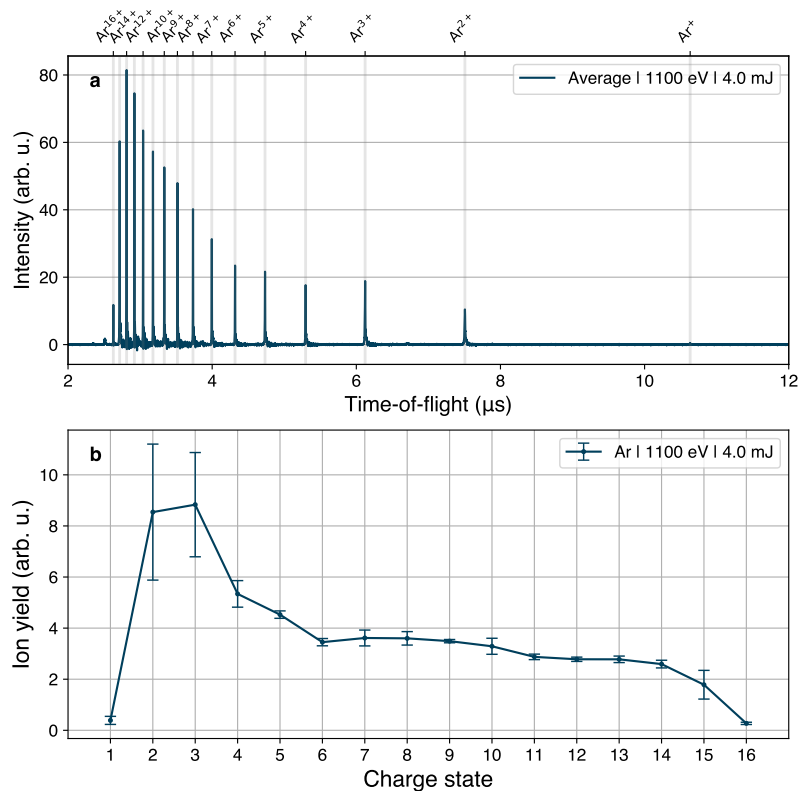 Ar¹⁶⁺ Ar¹⁴⁺ Ar¹²⁺ Ar¹⁰⁺ Ar⁹⁺ Ar⁸⁺ Ar⁷⁺ Ar⁶⁺ Ar⁵⁺ Ar⁴⁺ Ar³⁺ Ar²⁺ Ar⁺
a
Average | 1100 eV | 4.0 mJ
Intensity (arb. u.)
80
60
40
20
0
2 4 6 8 10 12
Time-of-flight (μs)
b
Ar | 1100 eV | 4.0 mJ
Ion yield (arb. u.)
10
8
6
4
2
0
1 2 3 4 5 6 7 8 9 10 11 12 13 14 15 16
Charge state